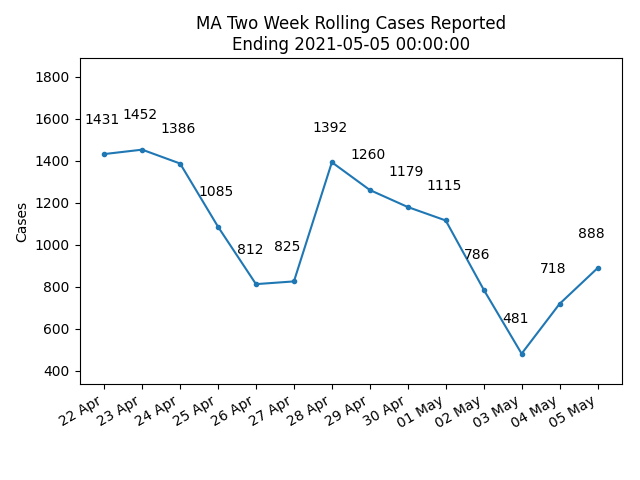 MA Two Week Rolling Cases Reported
Ending 2021-05-05 00:00:00
1800
1600
1400
1200
1000
800
600
400
Cases
1431
1452
1386
1085
812
825
1392
1260
1179
1115
786
481
718
888
22 Apr
23 Apr
24 Apr
25 Apr
26 Apr
27 Apr
28 Apr
29 Apr
30 Apr
01 May
02 May
03 May
04 May
05 May